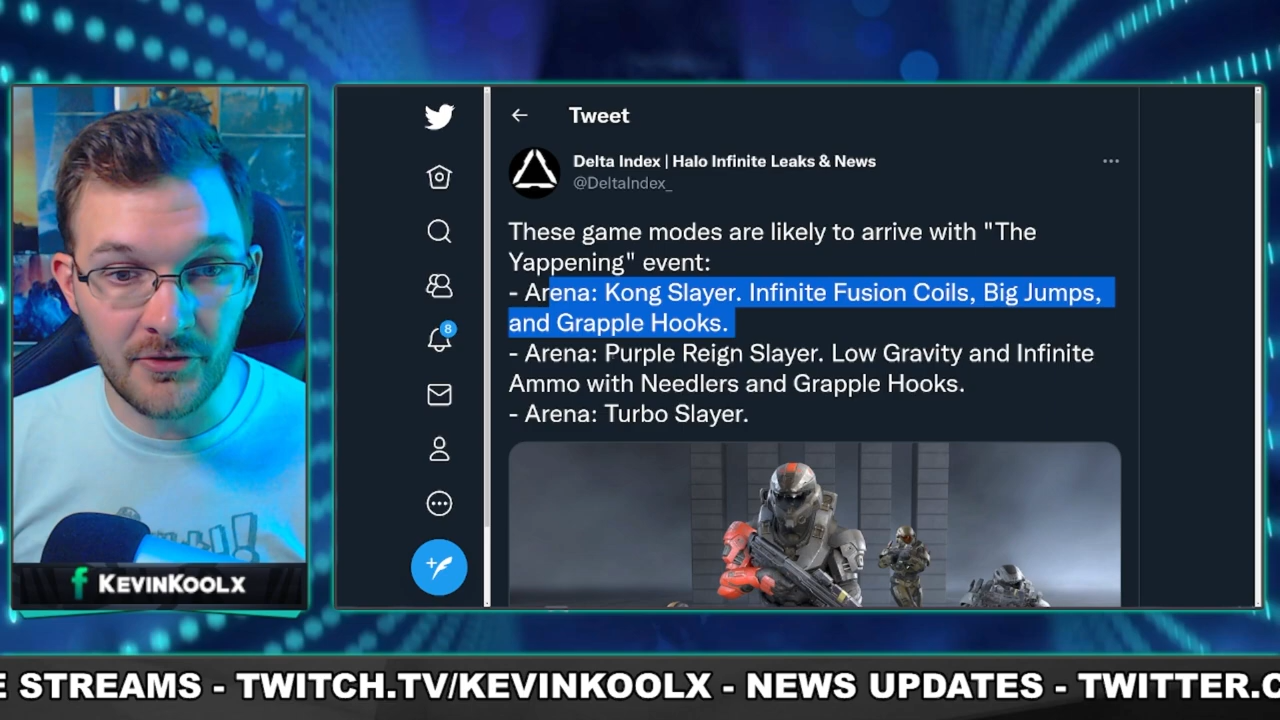 Tweet
Delta Index | Halo Infinite Leaks & News
@DeltaIndex_
These game modes are likely to arrive with "The
Yappening" event:
- Arena: Kong Slayer. Infinite Fusion Coils, Big Jumps,
and Grapple Hooks.
- Arena: Purple Reign Slayer. Low Gravity and Infinite
Ammo with Needlers and Grapple Hooks.
- Arena: Turbo Slayer.
8
KEVINKOOLX
E STREAMS - TWITCH.TV/KEVINKOOLX - NEWS UPDATES - TWITTER.C